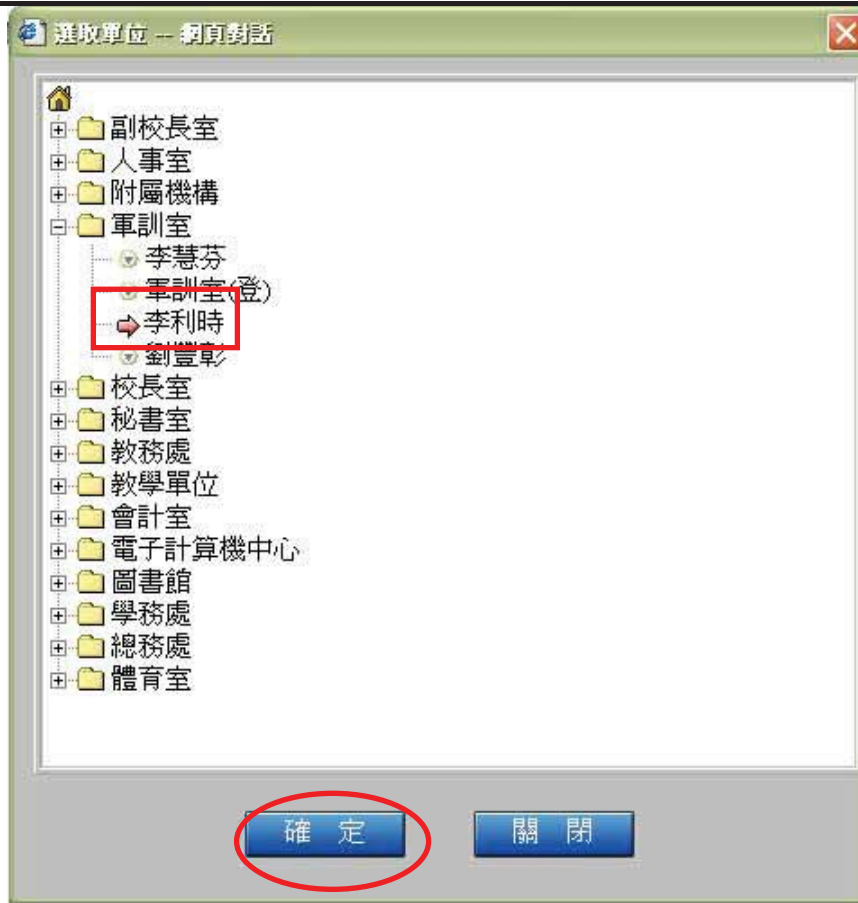 選取單位 -- 網頁對話
副校長室
人事室
附屬機構
軍訓室
李慧芬
軍訓室(登)
李利時
劉豐彰
校長室
秘書室
教務處
教學單位
會計室
電子計算機中心
圖書館
學務處
總務處
體育室
確 定 關 閉